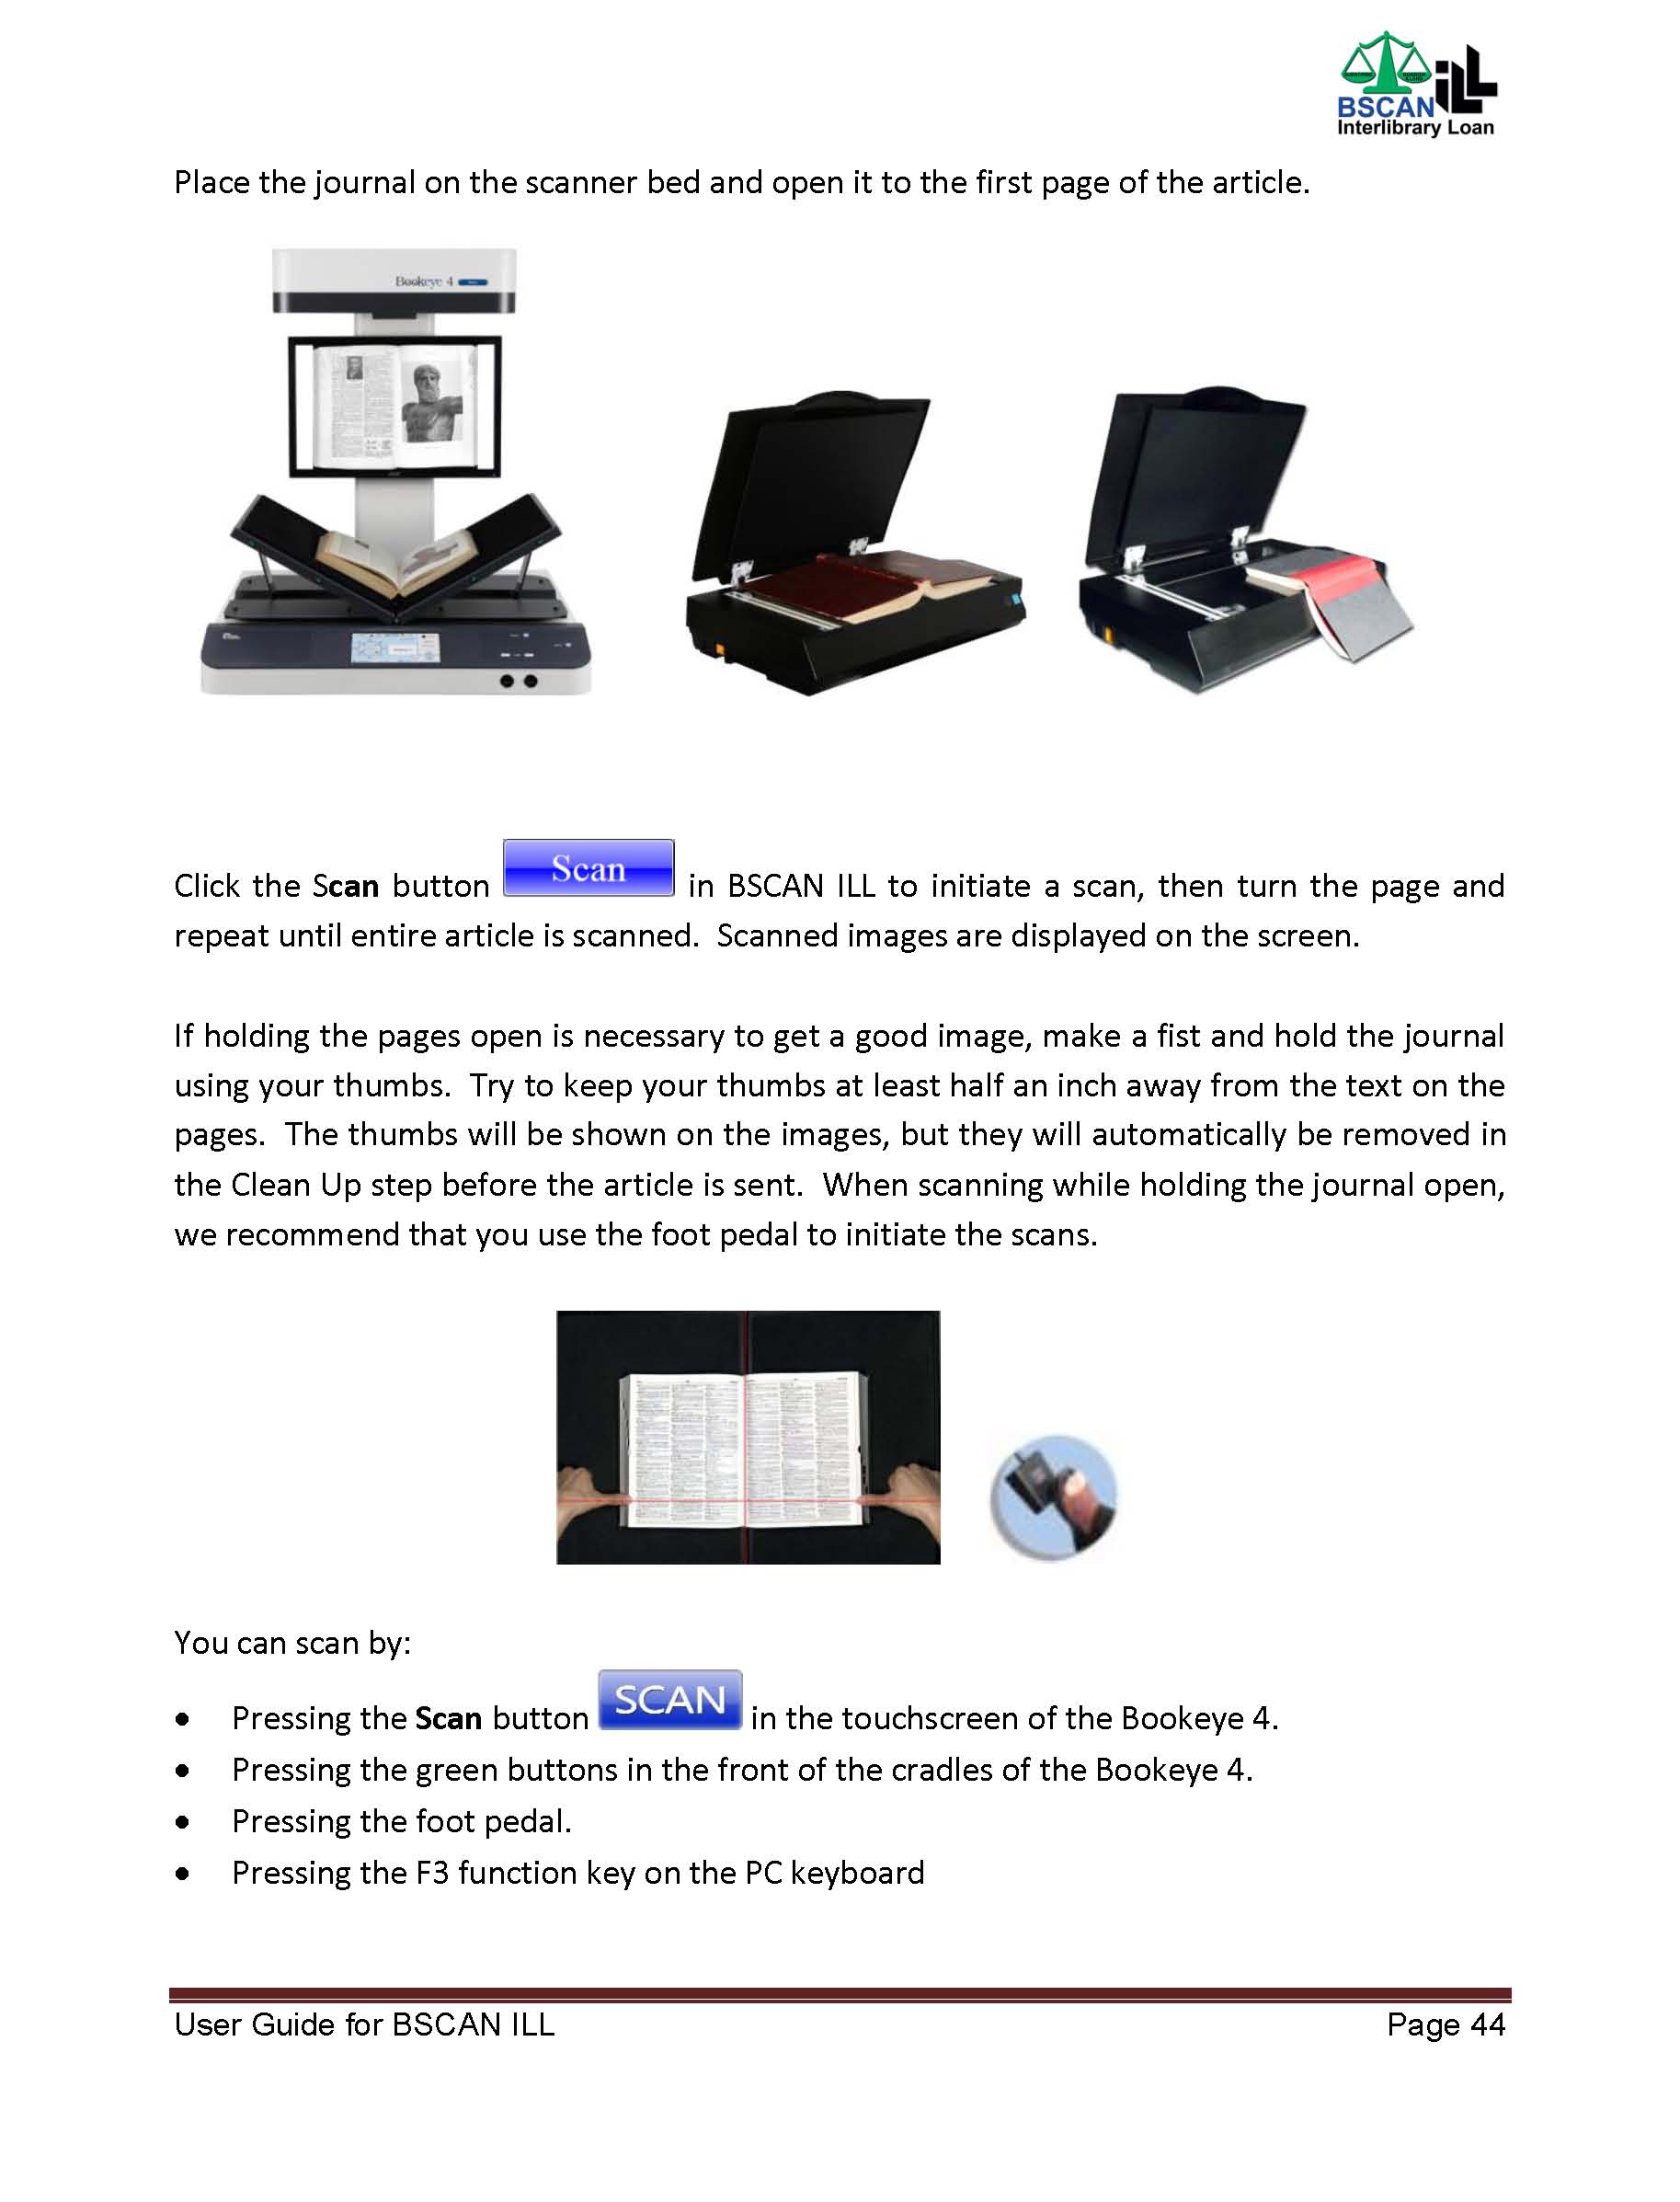 BSCAN ILL
Interlibrary Loan
Place the journal on the scanner bed and open it to the first page of the article.
Bookeye 4
Click the Scan button Scan in BSCAN ILL to initiate a scan, then turn the page and
repeat until entire article is scanned. Scanned images are displayed on the screen.
If holding the pages open is necessary to get a good image, make a fist and hold the journal
using your thumbs. Try to keep your thumbs at least half an inch away from the text on the
pages. The thumbs will be shown on the images, but they will automatically be removed in
the Clean Up step before the article is sent. When scanning while holding the journal open,
we recommend that you use the foot pedal to initiate the scans.
You can scan by:
• Pressing the Scan button SCAN in the touchscreen of the Bookeye 4.
• Pressing the green buttons in the front of the cradles of the Bookeye 4.
• Pressing the foot pedal.
• Pressing the F3 function key on the PC keyboard
User Guide for BSCAN ILL Page 44